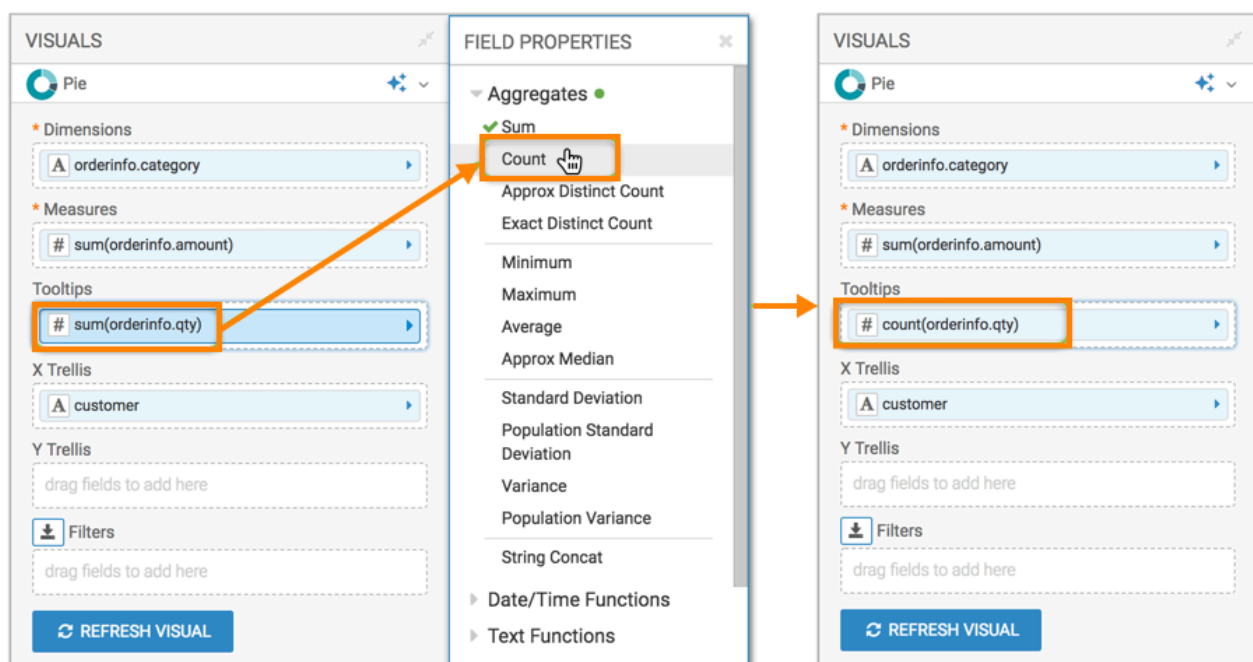 VISUALS
Pie
* Dimensions
A orderinfo.category
* Measures
# sum(orderinfo.amount)
Tooltips
# sum(orderinfo.qty)
X Trellis
A customer
Y Trellis
drag fields to add here
Filters
drag fields to add here
REFRESH VISUAL
FIELD PROPERTIES
Aggregates
Sum
Count
Approx Distinct Count
Exact Distinct Count
Minimum
Maximum
Average
Approx Median
Standard Deviation
Population Standard
Deviation
Variance
Population Variance
String Concat
Date/Time Functions
Text Functions
VISUALS
Pie
* Dimensions
A orderinfo.category
* Measures
# sum(orderinfo.amount)
Tooltips
# count(orderinfo.qty)
X Trellis
A customer
Y Trellis
drag fields to add here
Filters
drag fields to add here
REFRESH VISUAL